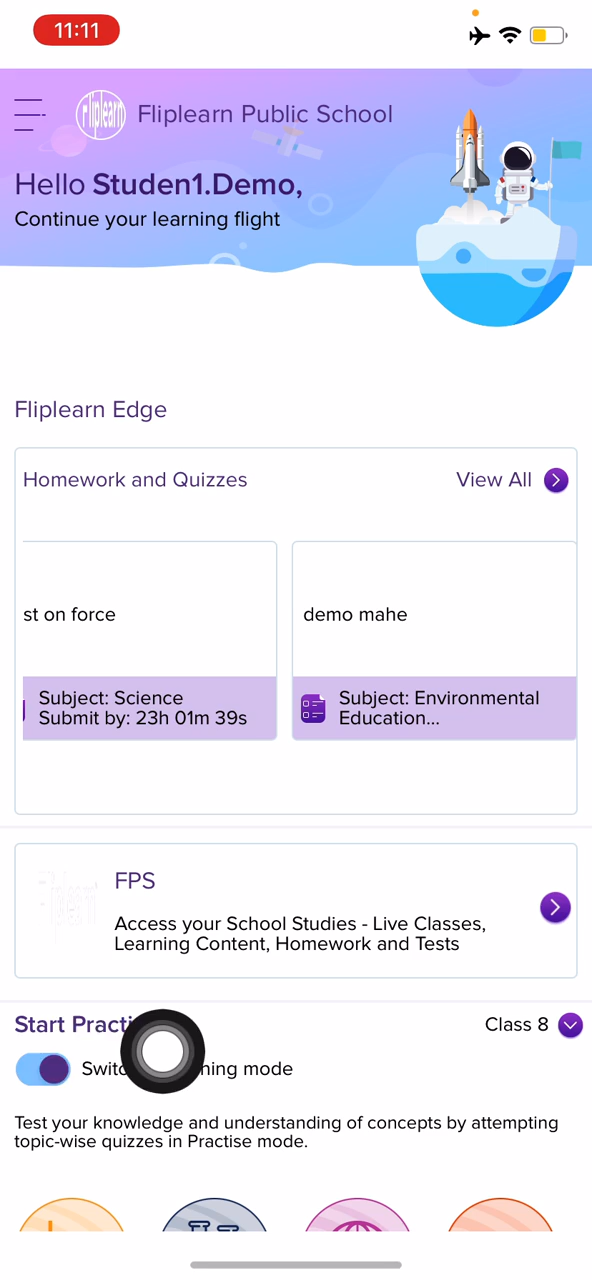 11:11
fliplearn
Fliplearn Public School
Hello Studen1.Demo,
Continue your learning flight
Fliplearn Edge
Homework and Quizzes
View All
st on force
demo mahe
Subject: Science
Submit by: 23h 01m 39s
Subject: Environmental
Education...
FPS
Access your School Studies - Live Classes,
Learning Content, Homework and Tests
Start
Class 8
mode
Test your knowledge and understanding of concepts by attempting
topic-wise quizzes in Practise mode.